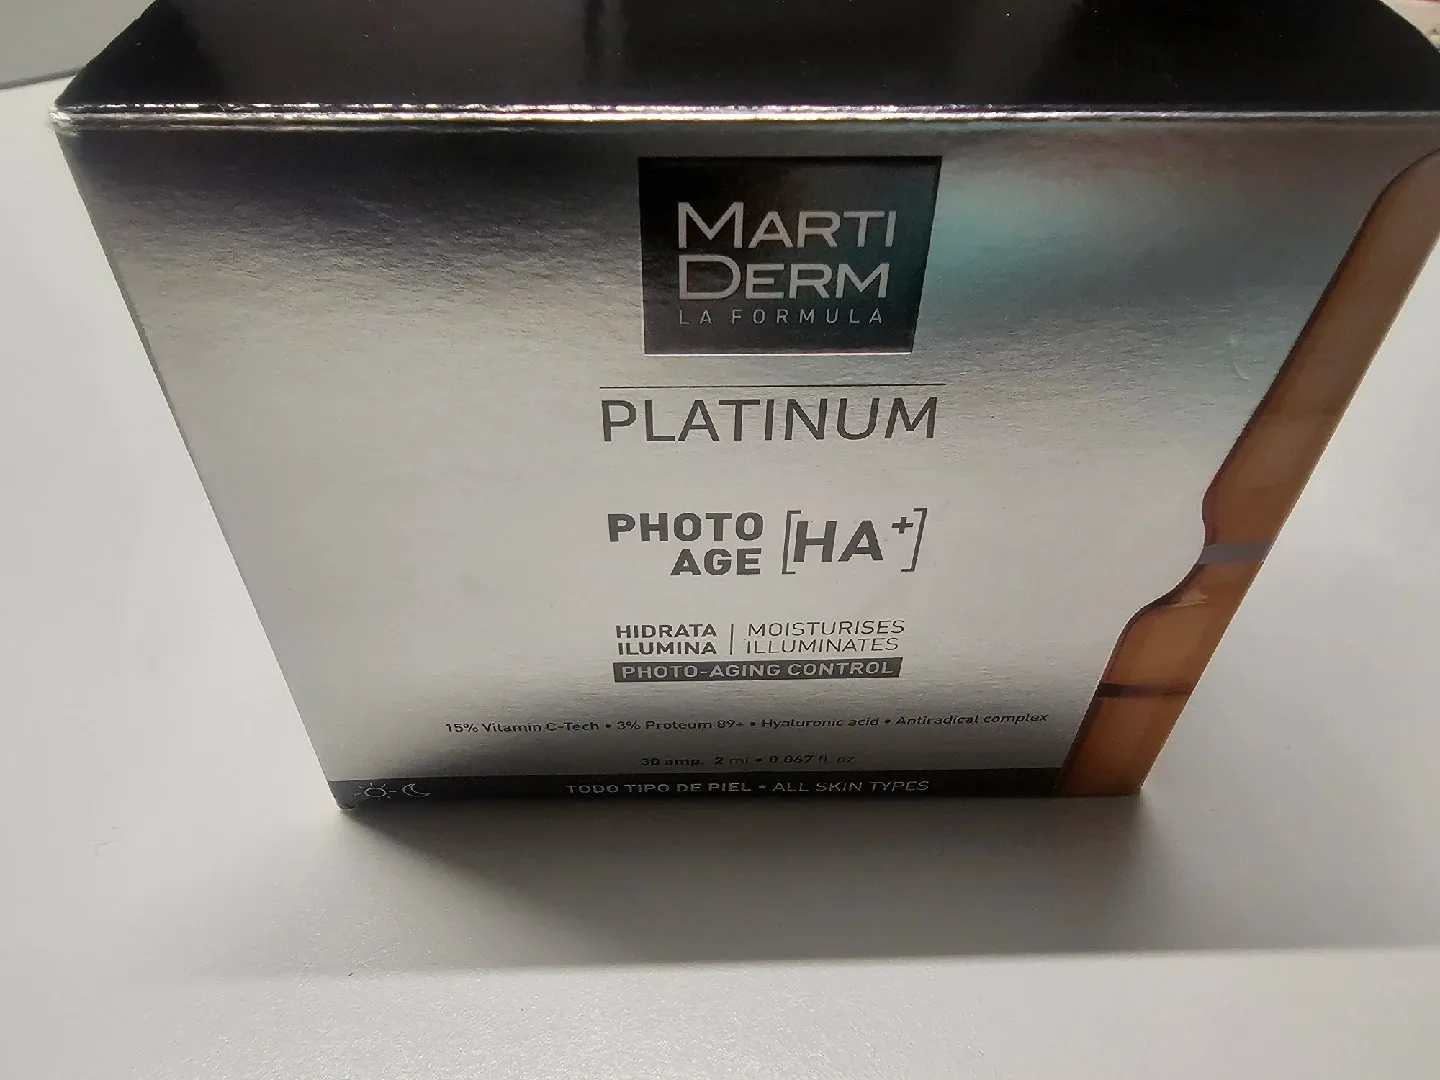 MARTI
DERM
LA FORMULA
PLATINUM
PHOTO
AGE [HA+]
HIDRATA | MOISTURISES
ILUMINA | ILLUMINATES
PHOTO-AGING CONTROL
15% Vitamin C-Tech • 3% Proteum 89+ • Hyaluronic acid • Antiradical complex
30 amp. 2 ml • 0.067 fl. oz
TODO TIPO DE PIEL • ALL SKIN TYPES